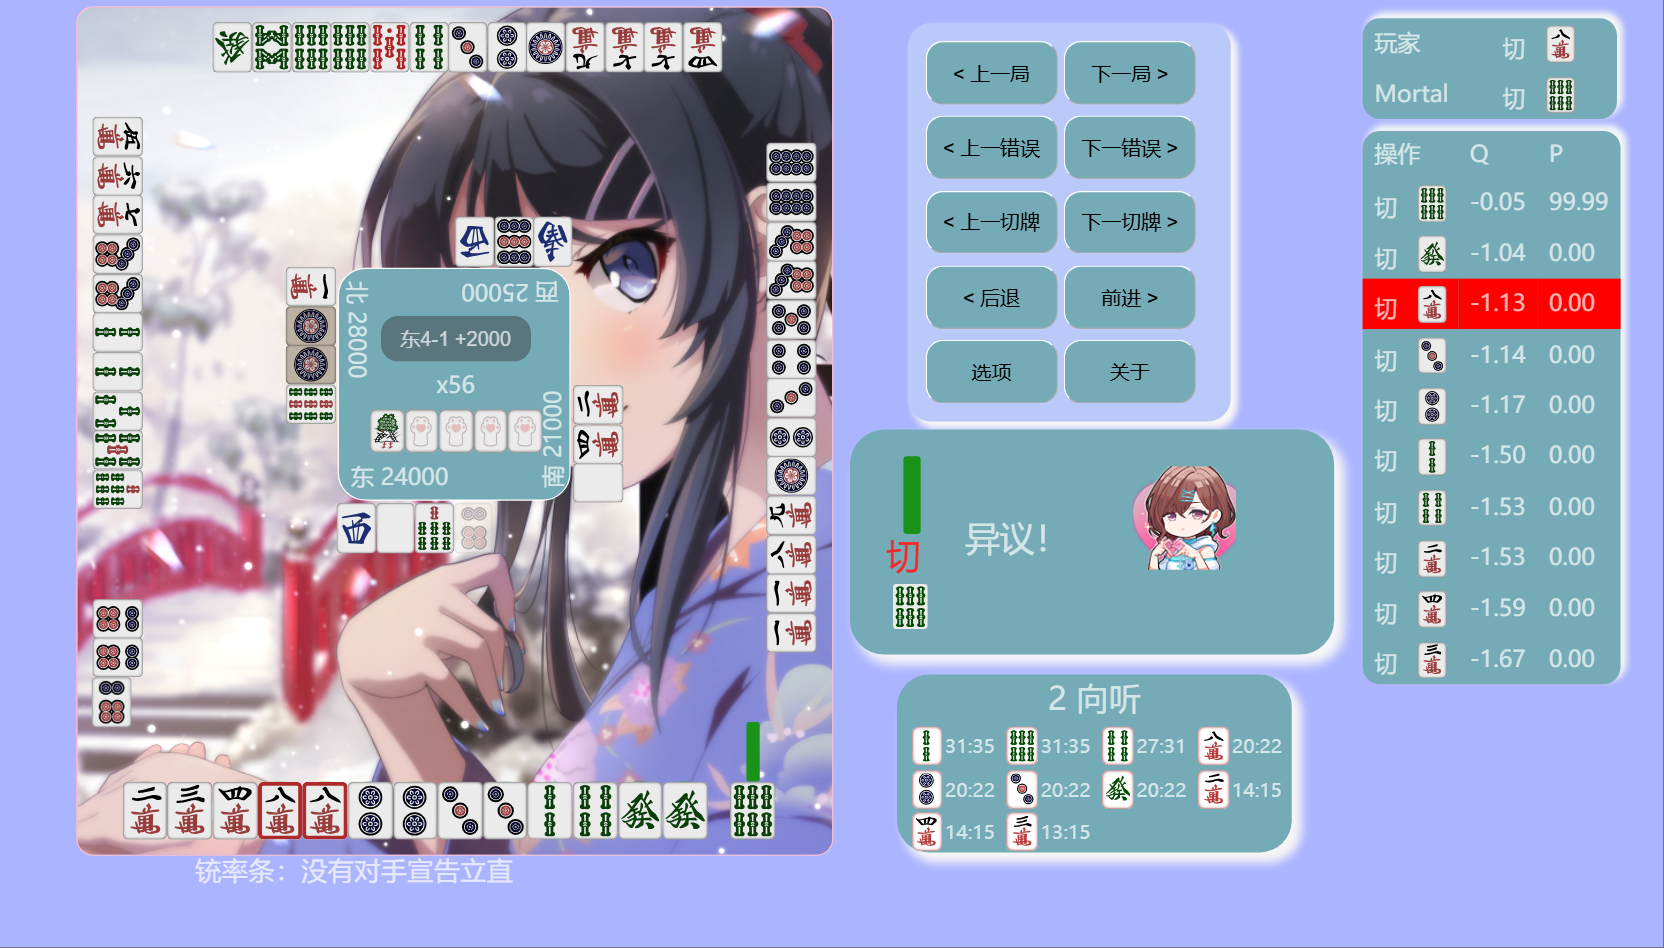 < 上一局
下一局 >
< 上一错误
下一错误 >
< 上一切牌
下一切牌 >
< 后退
前进 >
选项
关于
玩家 切
Mortal 切
操作 Q P
切 -0.05 99.99
切 -1.04 0.00
切 -1.13 0.00
切 -1.14 0.00
切 -1.17 0.00
切 -1.50 0.00
切 -1.53 0.00
切 -1.53 0.00
切 -1.59 0.00
切 -1.67 0.00
西 25000
北 28000
东4-1 +2000
x56
南 21000
东 24000
切
异议!
2 向听
31:35 31:35 27:31 20:22
20:22 20:22 20:22 14:15
14:15 13:15
铳率条：没有对手宣告立直